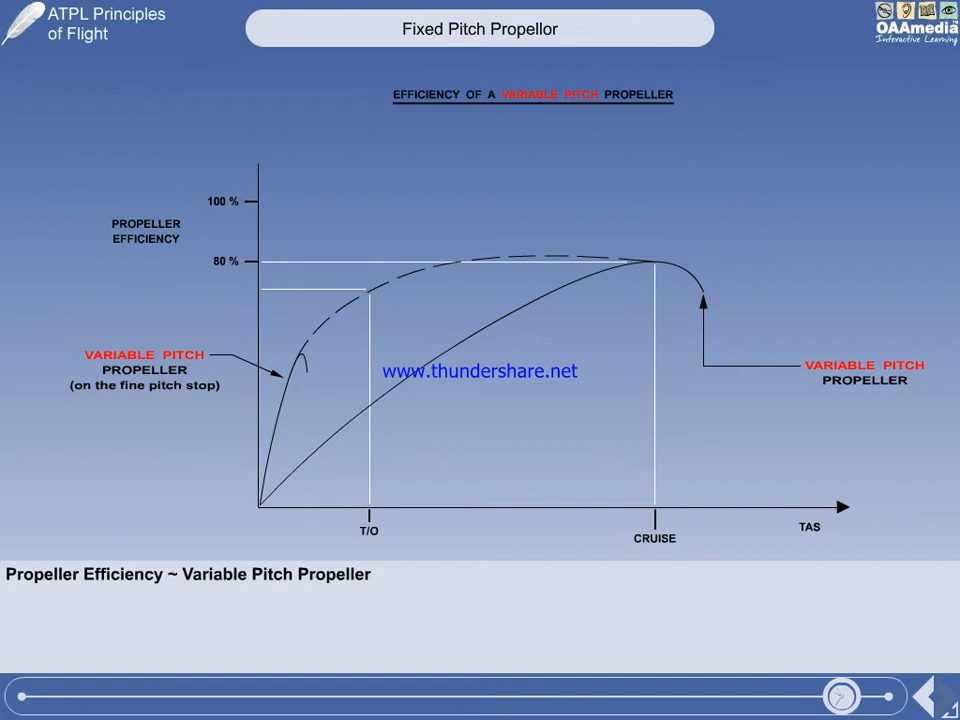 ATPL Principles
of Flight
Fixed Pitch Propellor
OAAmedia
Interactive Learning
EFFICIENCY OF A VARIABLE PITCH PROPELLER
100 %
PROPELLER
EFFICIENCY
80 %
VARIABLE PITCH
PROPELLER
(on the fine pitch stop)
www.thundershare.net
VARIABLE PITCH
PROPELLER
T/O
CRUISE
TAS
Propeller Efficiency ~ Variable Pitch Propeller